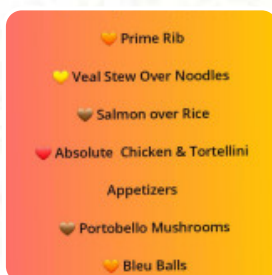 🧡 Prime Rib
💛 Veal Stew Over Noodles
🤎 Salmon over Rice
❤️ Absolute Chicken & Tortellini
Appetizers
🤎 Portobello Mushrooms
🧡 Bleu Balls